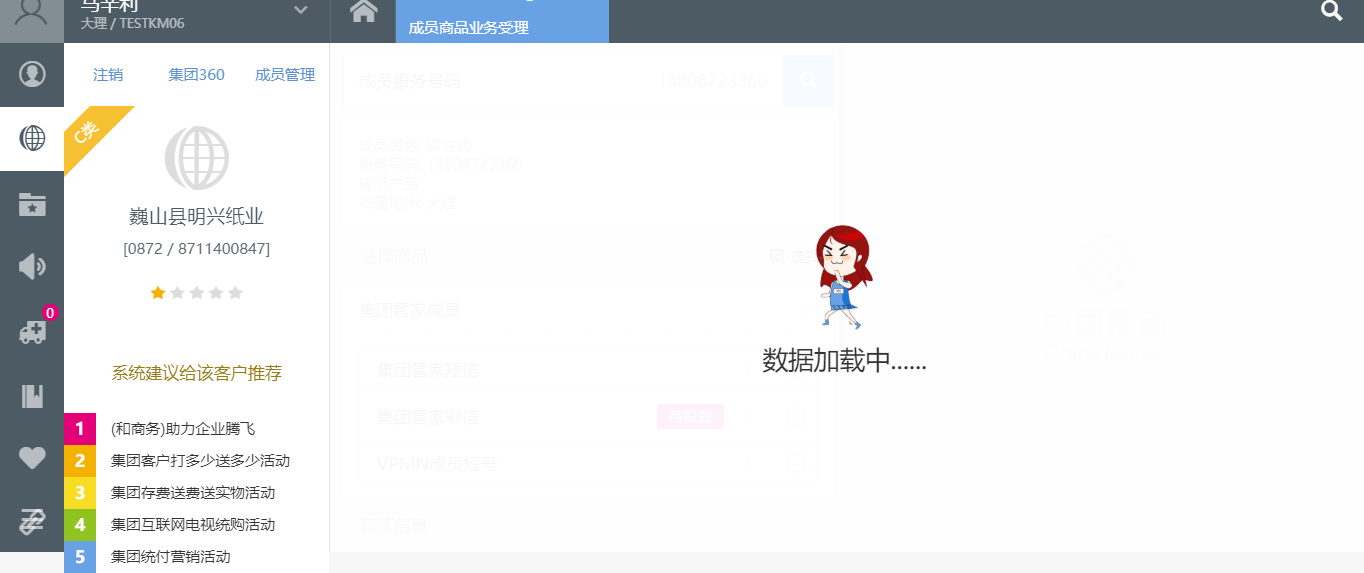 大理 / TESTKM06
成员商品业务受理
注销
集团360
成员管理
C类
巍山县明兴纸业
[0872 / 8711400847]
0
系统建议给该客户推荐
1 (和商务)助力企业腾飞
2 集团客户打多少送多少活动
3 集团存费送费送实物活动
4 集团互联网电视统购活动
5 集团统付营销活动
成员服务号码 18808723360
服务号码: 18808723360
成员产品:
归属地州: 大理
选择商品
集团管家成员
集团管家短信
集团管家彩信 待设置
VPMN成员短号
备注信息
数据加载中......